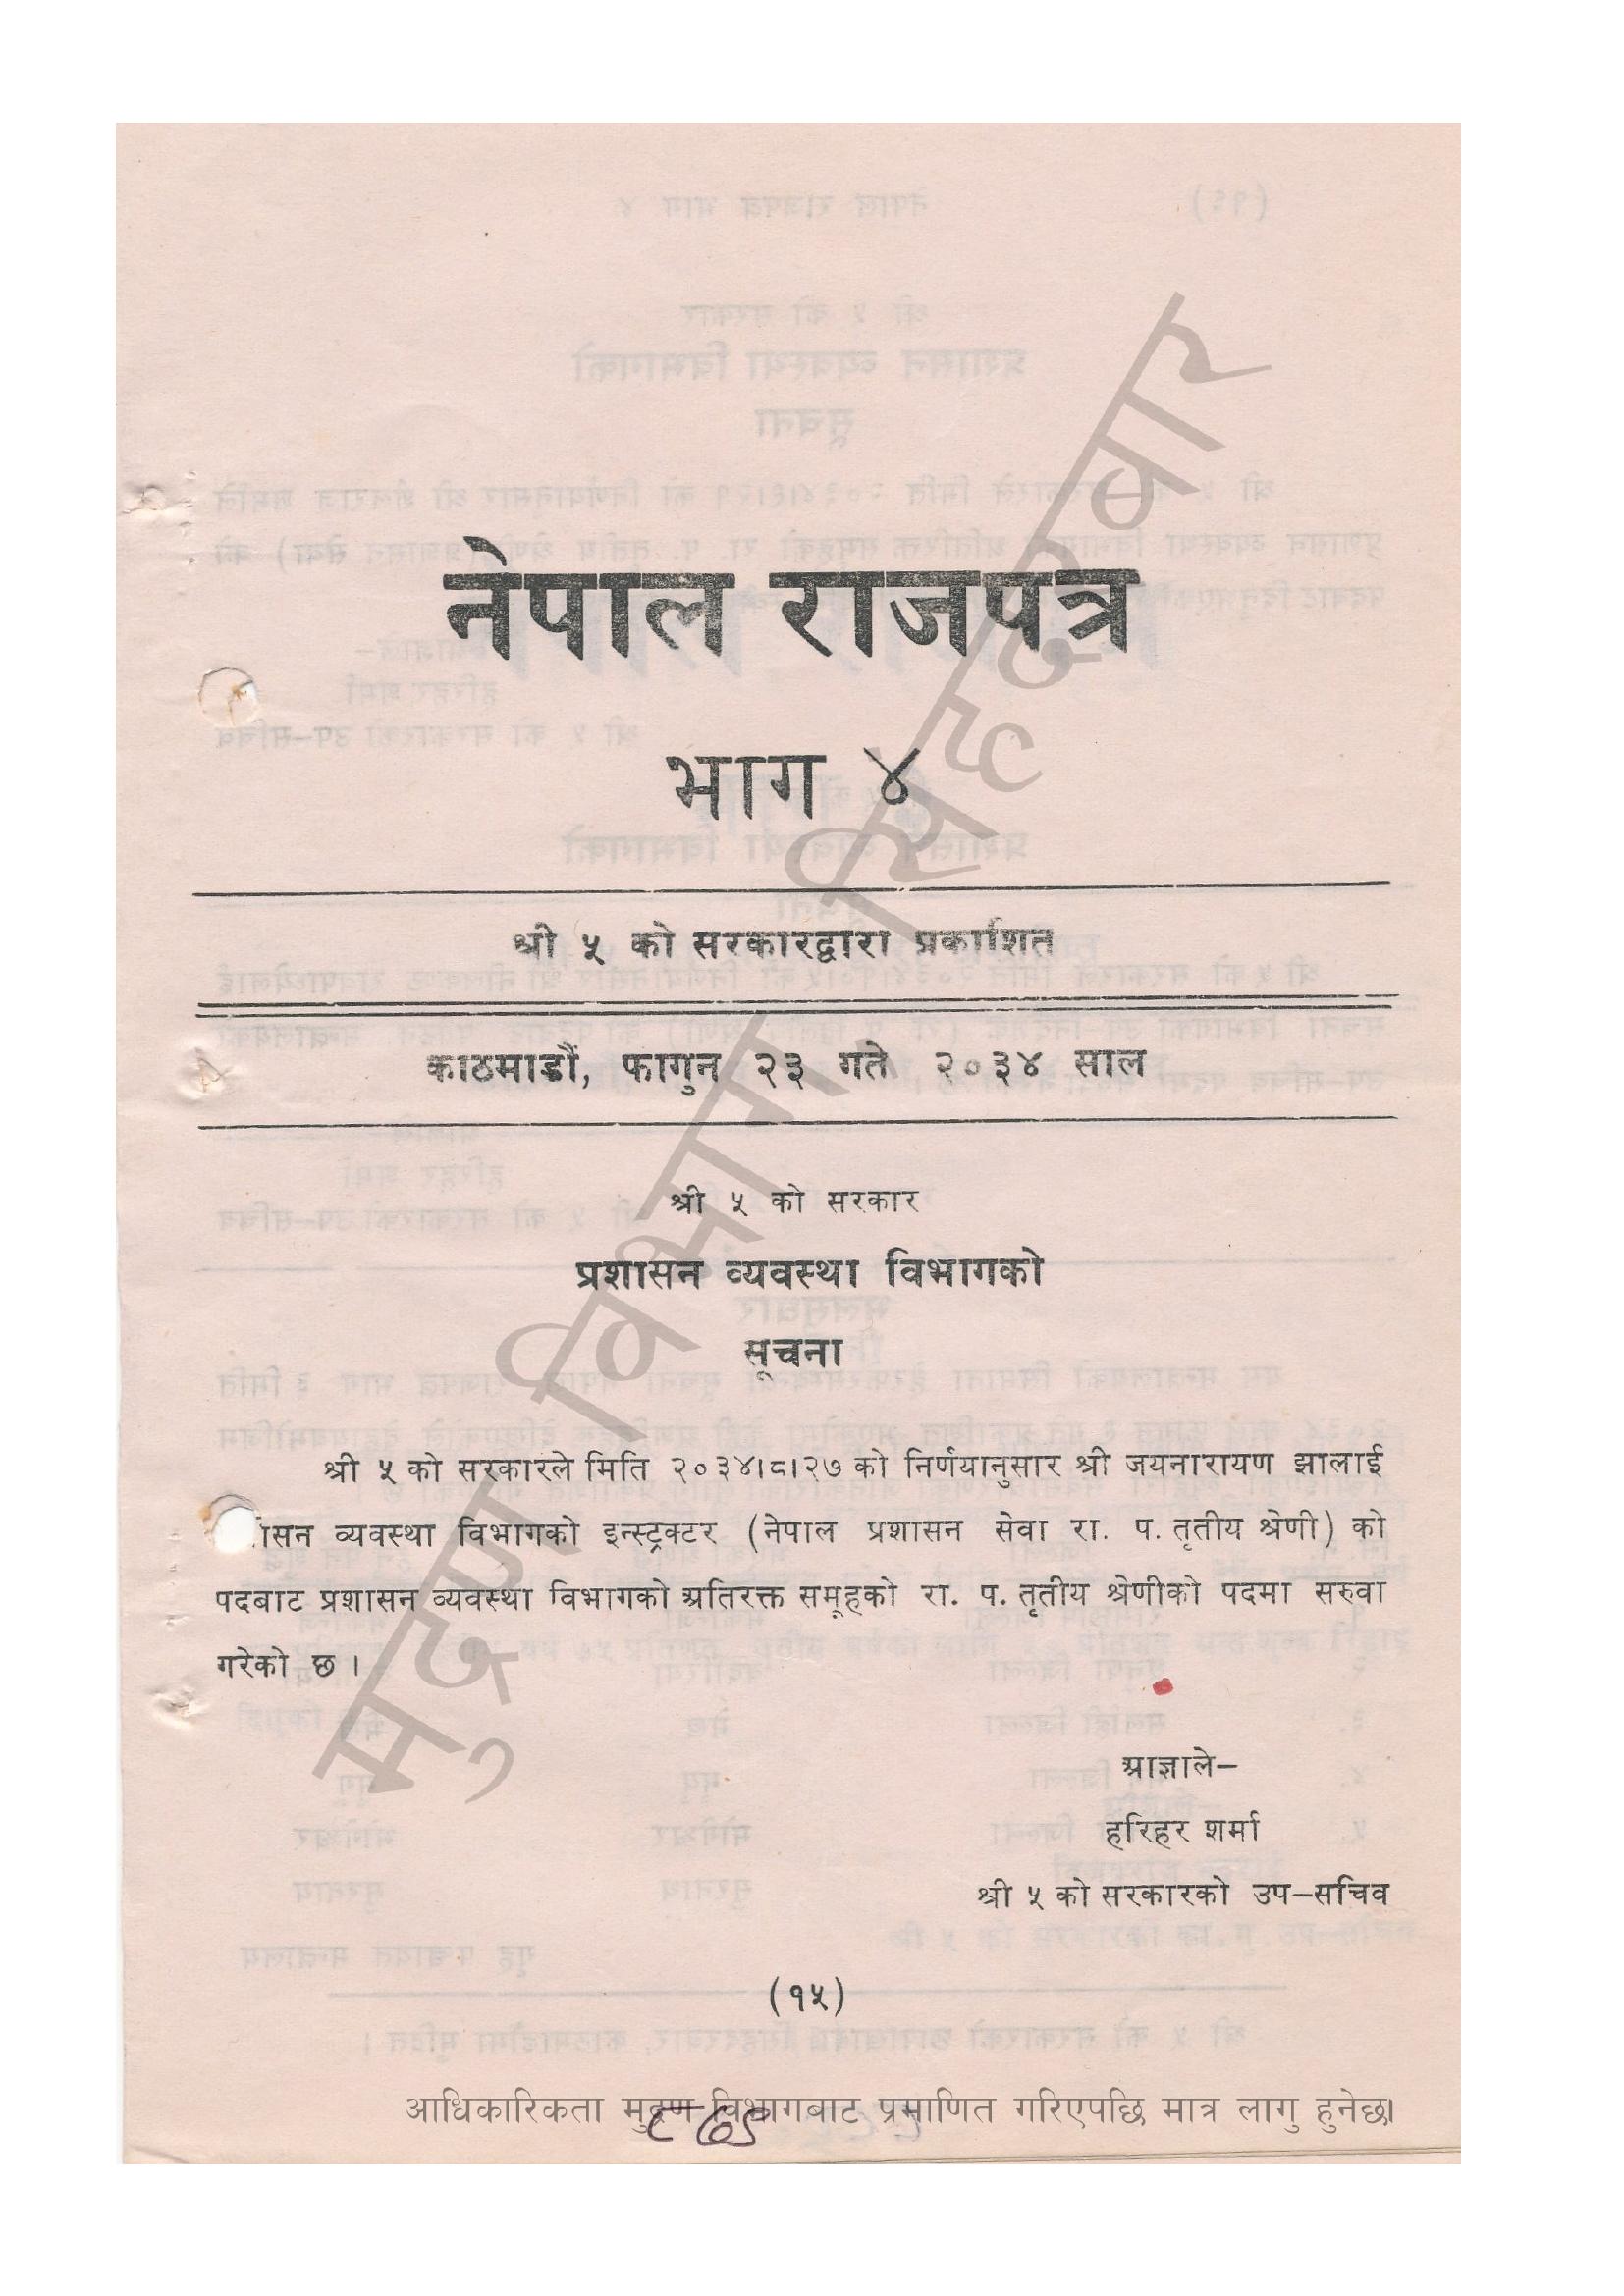 नेपाल राजपत्र
भाग ४
श्री ५ को सरकारद्वारा प्रकाशित
काठमाडौं, फागुन २३ गते २०३४ साल
श्री ५ को सरकार
प्रशासन व्यवस्था विभागको
सूचना
श्री ५ को सरकारले मिति २०३४।८।२७ को निर्णयानुसार श्री जयनारायण झालाई
व्यवस्था विभागको इन्स्ट्रक्टर (नेपाल प्रशासन सेवा रा. प. तृतीय श्रेणी) को
पदबाट प्रशासन व्यवस्था विभागको अतिरक्त समूहको रा. प. तृतीय श्रेणीको पदमा सरुवा
गरेको छ ।
आज्ञाले–
हरिहर शर्मा
श्री ५ को सरकारको उप–सचिव
(१५)
आधिकारिकता मुद्रण विभागबाट प्रमाणित गरिएपछि मात्र लागु हुनेछ।
मुद्रण विभाग, सिंहदरवार